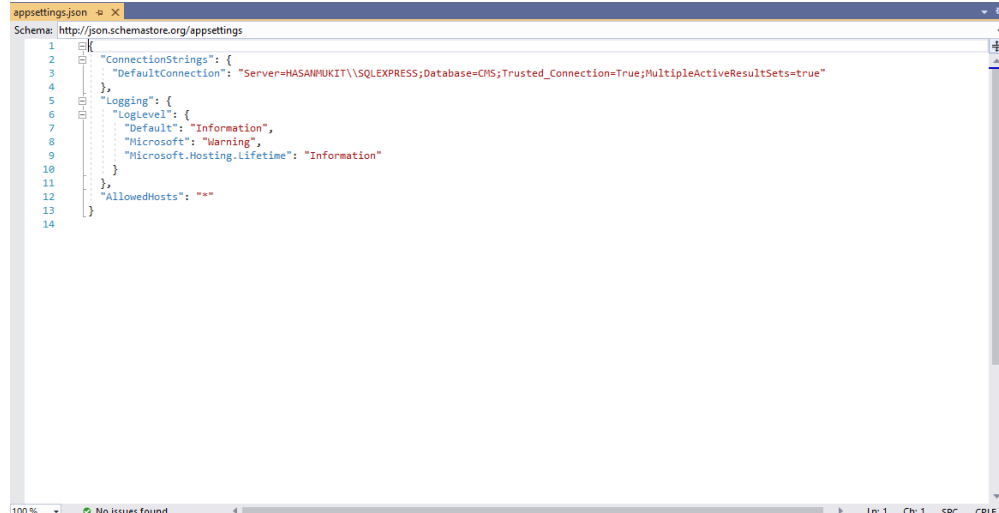 appsettings.json
Schema: http://json.schemastore.org/appsettings
1 {
2 "ConnectionStrings": {
3 "DefaultConnection": "Server=HASANMUKIT\\SQLEXPRESS;Database=CMS;Trusted_Connection=True;MultipleActiveResultSets=true"
4 },
5 "Logging": {
6 "LogLevel": {
7 "Default": "Information",
8 "Microsoft": "Warning",
9 "Microsoft.Hosting.Lifetime": "Information"
10 }
11 },
12 "AllowedHosts": "*"
13 }
14
100 % No issues found Ln: 1 Ch: 1 SPC CRLF